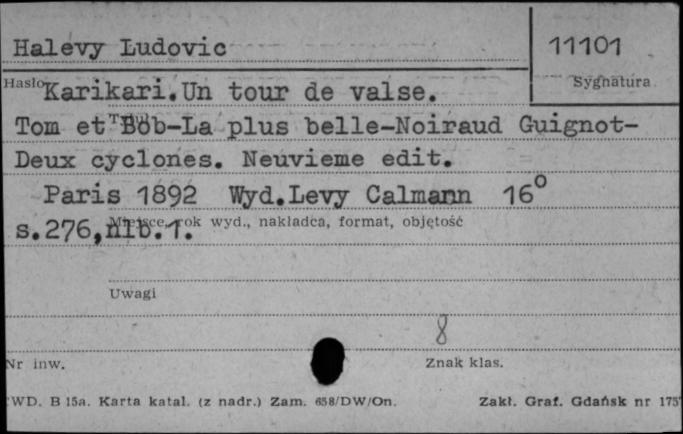 Halevy Ludovic
11101
Hasło
Sygnatura
Karikari.Un tour de valse.
Tytuł
Tom et Bob-La plus belle-Noiraud Guignot-
Deux cyclones. Neuvieme edit.
Paris 1892 Wyd.Levy Calmann 16°
Miejsce, rok wyd., nakładca, format, objętość
s.276,nlb.1.
Uwagi
8
Nr inw.
Znak klas.
WD. B 15a. Karta katal. (z nadr.) Zam. 658/DW/On.
Zakł. Graf. Gdańsk nr 175